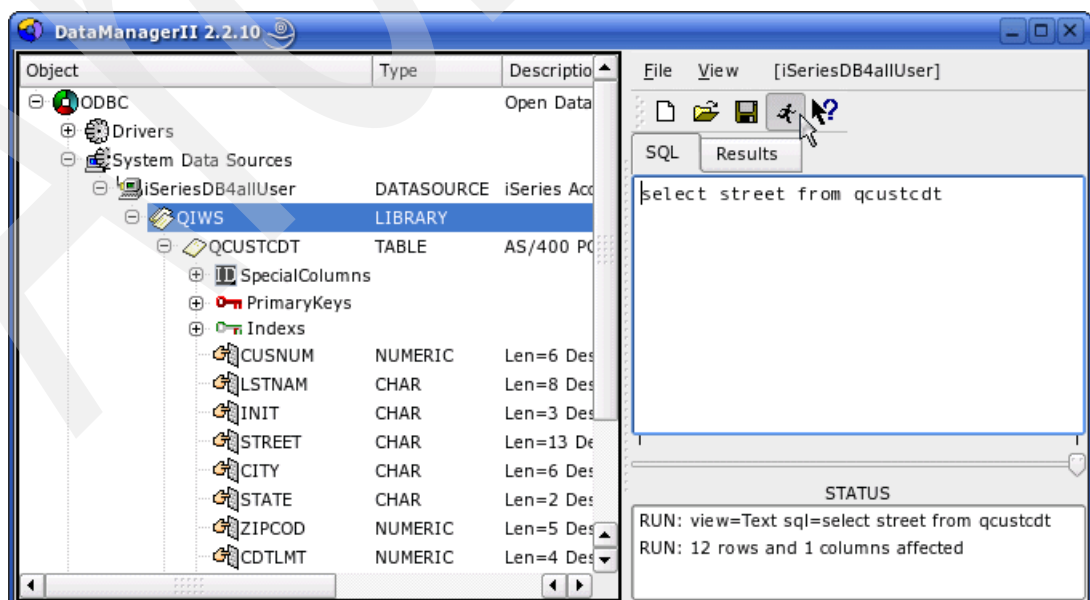 DataManagerII 2.2.10
Object Type Descriptio
ODBC Open Data
Drivers
System Data Sources
iSeriesDB4allUser DATASOURCE iSeries Acc
QIWS LIBRARY
QCUSTCDT TABLE AS/400 PC
ID SpecialColumns
PrimaryKeys
Indexs
CUSNUM NUMERIC Len=6 Des
LSTNAM CHAR Len=8 Des
INIT CHAR Len=3 Des
STREET CHAR Len=13 De
CITY CHAR Len=6 Des
STATE CHAR Len=2 Des
ZIPCOD NUMERIC Len=5 Des
CDTLMT NUMERIC Len=4 Des
File View [iSeriesDB4allUser]
SQL Results
select street from qcustcdt
STATUS
RUN: view=Text sql=select street from qcustcdt
RUN: 12 rows and 1 columns affected